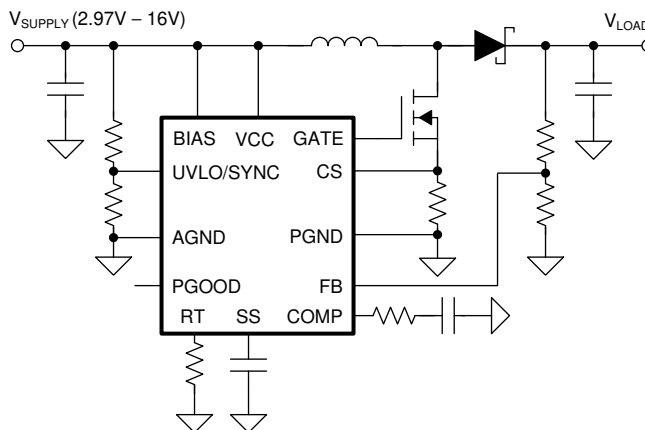 VSUPPLY (2.97V – 16V)
VLOAD
BIAS VCC GATE
UVLO/SYNC CS
AGND PGND
PGOOD FB
RT SS COMP